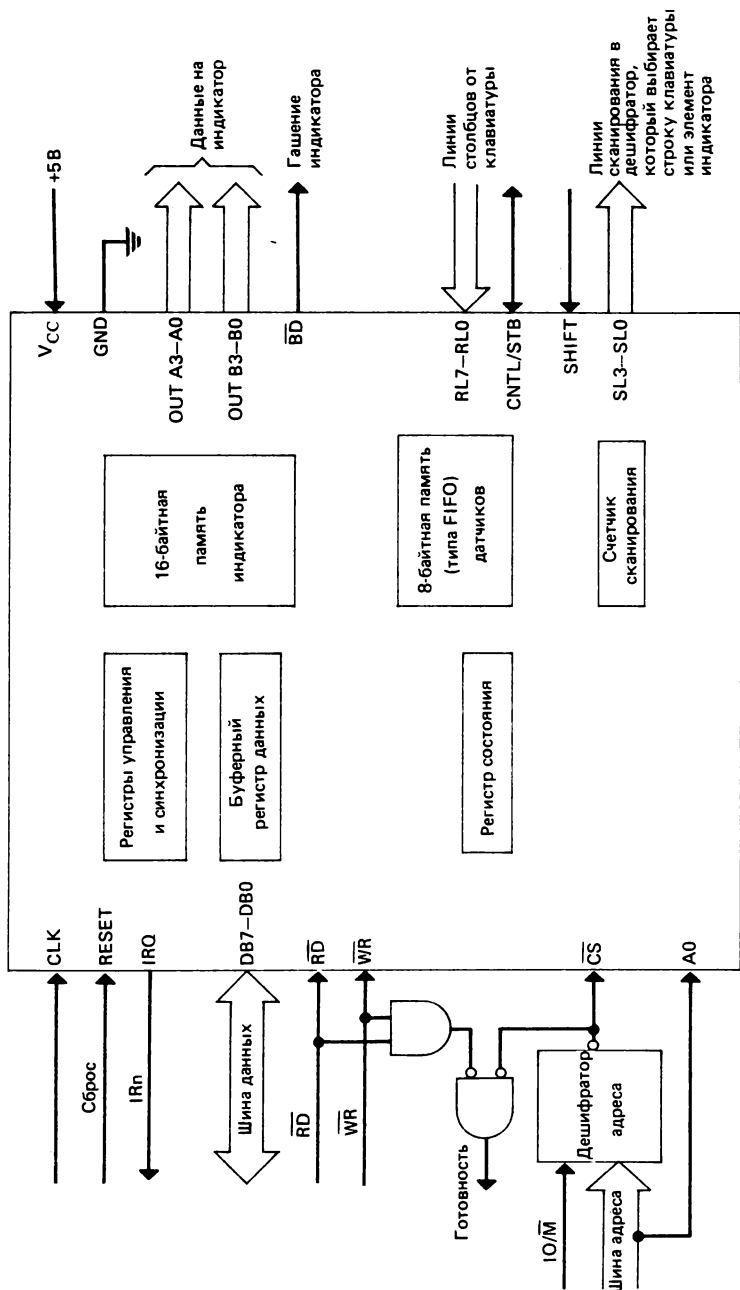 CLK
RESET
IRQ
DB7–DB0
RD
WR
CS
A0
Сброс
IRn
Шина данных
RD
WR
Готовность
IO/M
Шина адреса
Дешифратор
адреса
Регистры управления
и синхронизации
Буферный
регистр данных
Регистр состояния
16-байтная
память
индикатора
8-байтная память
(типа FIFO)
датчиков
Счетчик
сканирования
VCC
GND
OUT A3–A0
OUT B3–B0
BD
RL7–RL0
CNTL/STB
SHIFT
SL3–SL0
+5В
Данные на
индикатор
Гашение
индикатора
Линии
столбцов от
клавиатуры
Линии
сканирования в
дешифратор,
который выбирает
строку клавиатуры
или элемент
индикатора